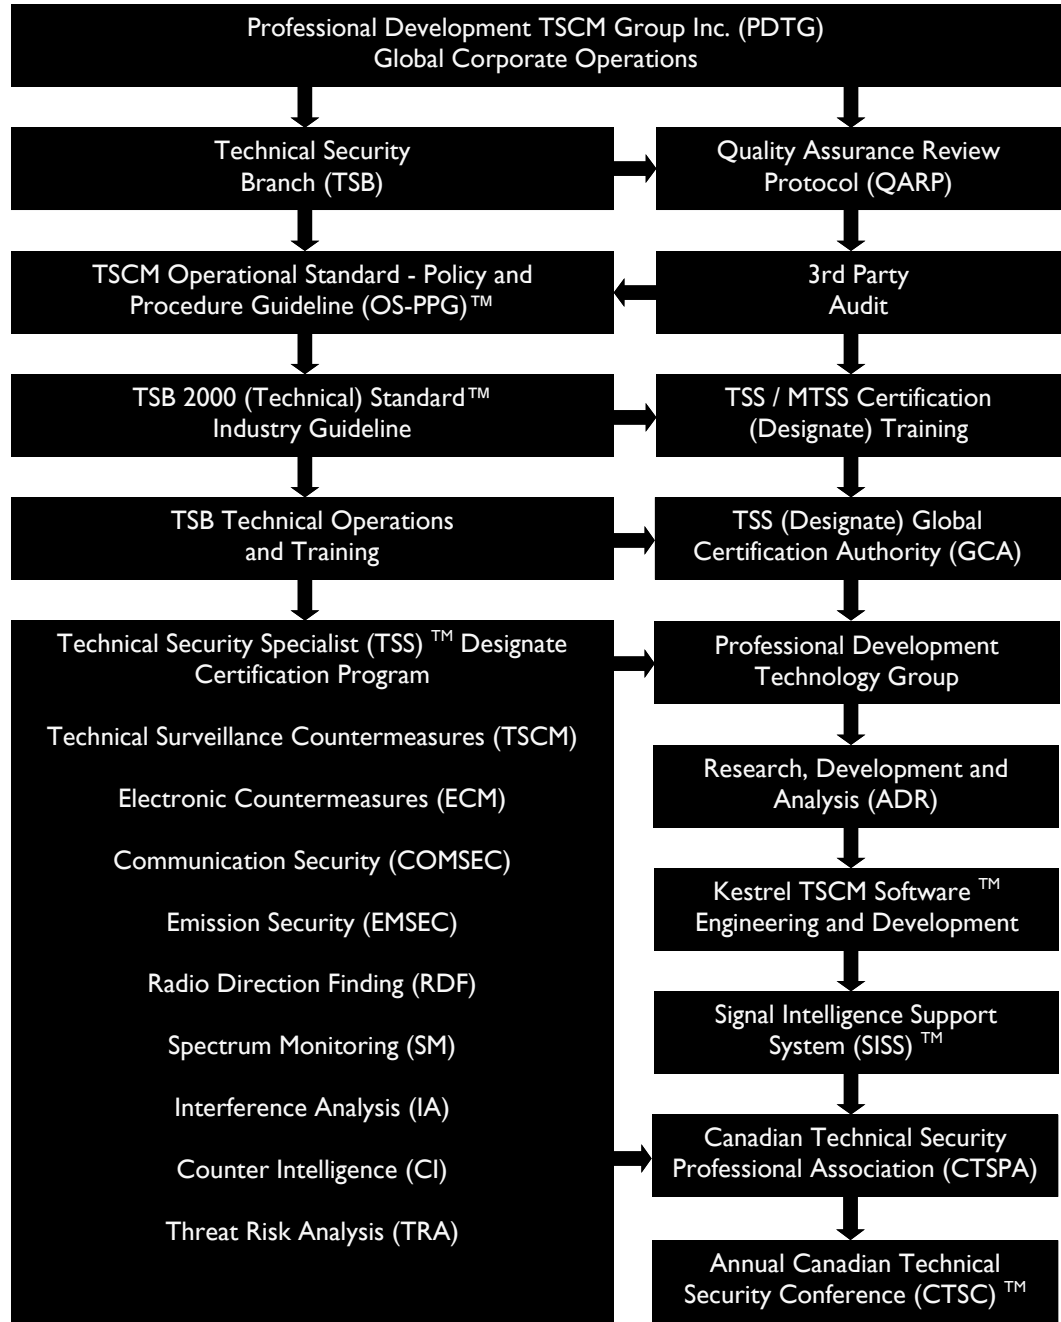 Professional Development TSCM Group Inc. (PDTG)
Global Corporate Operations
Technical Security
Branch (TSB)
Quality Assurance Review
Protocol (QARP)
TSCM Operational Standard - Policy and
Procedure Guideline (OS-PPG)™
3rd Party
Audit
TSB 2000 (Technical) Standard™
Industry Guideline
TSS / MTSS Certification
(Designate) Training
TSB Technical Operations
and Training
TSS (Designate) Global
Certification Authority (GCA)
Technical Security Specialist (TSS) ™ Designate
Certification Program
Technical Surveillance Countermeasures (TSCM)
Electronic Countermeasures (ECM)
Communication Security (COMSEC)
Emission Security (EMSEC)
Radio Direction Finding (RDF)
Spectrum Monitoring (SM)
Interference Analysis (IA)
Counter Intelligence (CI)
Threat Risk Analysis (TRA)
Professional Development
Technology Group
Research, Development and
Analysis (ADR)
Kestrel TSCM Software ™
Engineering and Development
Signal Intelligence Support
System (SISS) ™
Canadian Technical Security
Professional Association (CTSPA)
Annual Canadian Technical
Security Conference (CTSC) ™